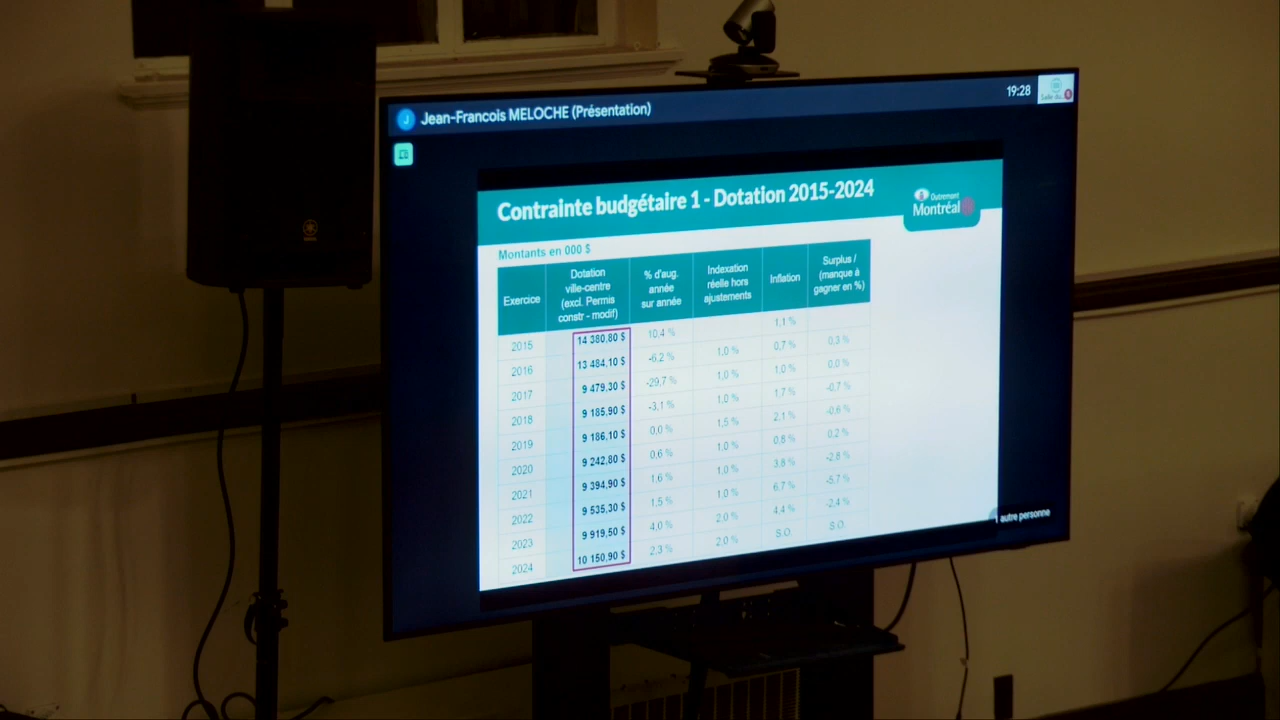 J Jean-Francois MELOCHE (Présentation)
19:28
Contrainte budgétaire 1 - Dotation 2015-2024
Outremont
Montréal
Montants en 000 $
Exercice
Dotation
ville-centre
(excl. Permis
constr - modif)
% d'aug.
année
sur année
Indexation
réelle hors
ajustements
Inflation
Surplus /
(manque à
gagner en %)
2015 14 380,80 $ 10,4 % 1,1 %
2016 13 484,10 $ -6,2 % 1,0 % 0,7 % 0,3 %
2017 9 479,30 $ -29,7 % 1,0 % 1,0 % 0,0 %
2018 9 185,90 $ -3,1 % 1,0 % 1,7 % -0,7 %
2019 9 186,10 $ 0,0 % 1,5 % 2,1 % -0,6 %
2020 9 242,80 $ 0,6 % 1,0 % 0,8 % 0,2 %
2021 9 394,90 $ 1,6 % 1,0 % 3,8 % -2,8 %
2022 9 535,30 $ 1,5 % 1,0 % 6,7 % -5,7 %
2023 9 919,50 $ 4,0 % 2,0 % 4,4 % -2,4 %
2024 10 150,90 $ 2,3 % 2,0 % S.O. S.O.
1 autre personne